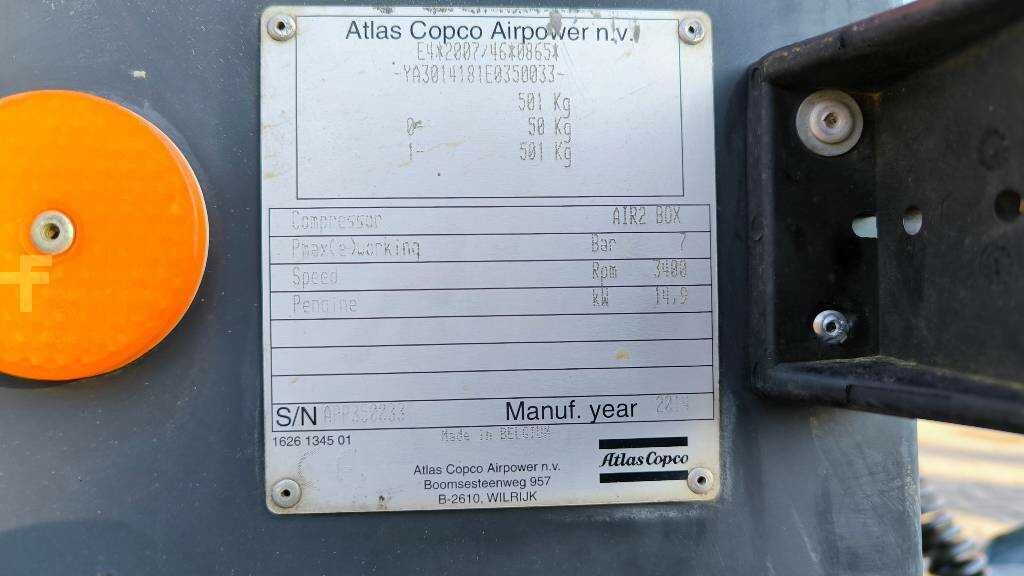 Atlas Copco Airpower n.v.
E4*2007/46*0865*
-YA3014181E0350033-
501 Kg
0- 50 Kg
1- 501 Kg
Compressor AIR2 BOX
Pmax(e)working Bar 7
Speed Rpm 3400
Pengine kW 14,9
S/N Manuf. year 2014
1626 1345 01
Made in BELGIUM
Atlas Copco
Atlas Copco Airpower n.v.
Boomsesteenweg 957
B-2610, WILRIJK